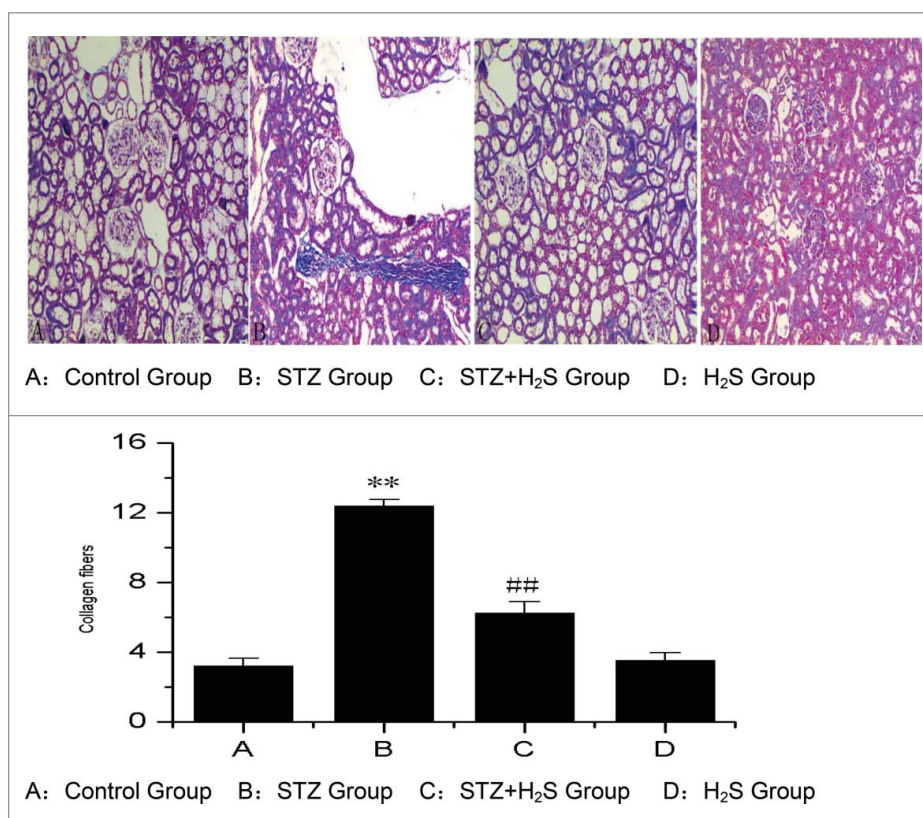 A B C D
A：Control Group B：STZ Group C：STZ+H₂S Group D：H₂S Group
16
**
12
8
##
4
0
Collagen fibers
A B C D
A：Control Group B：STZ Group C：STZ+H₂S Group D：H₂S Group